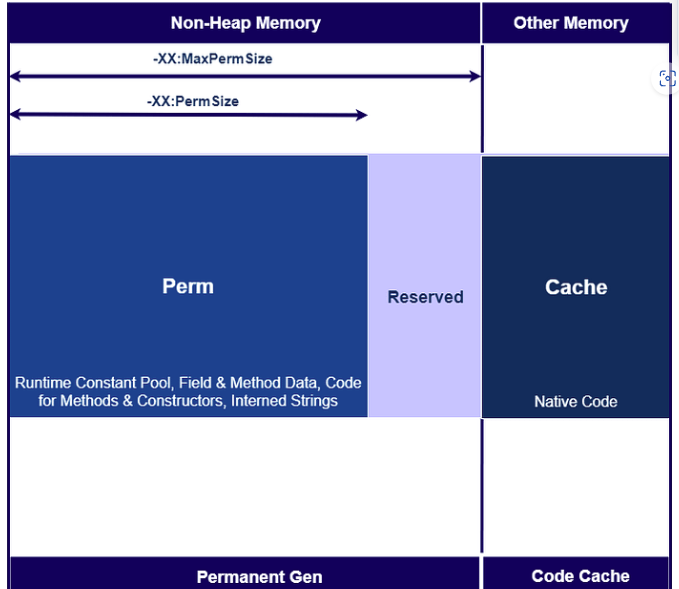 Non-Heap Memory
Other Memory
-XX:MaxPermSize
-XX:PermSize
Perm
Reserved
Cache
Runtime Constant Pool, Field & Method Data, Code
for Methods & Constructors, Interned Strings
Native Code
Permanent Gen
Code Cache